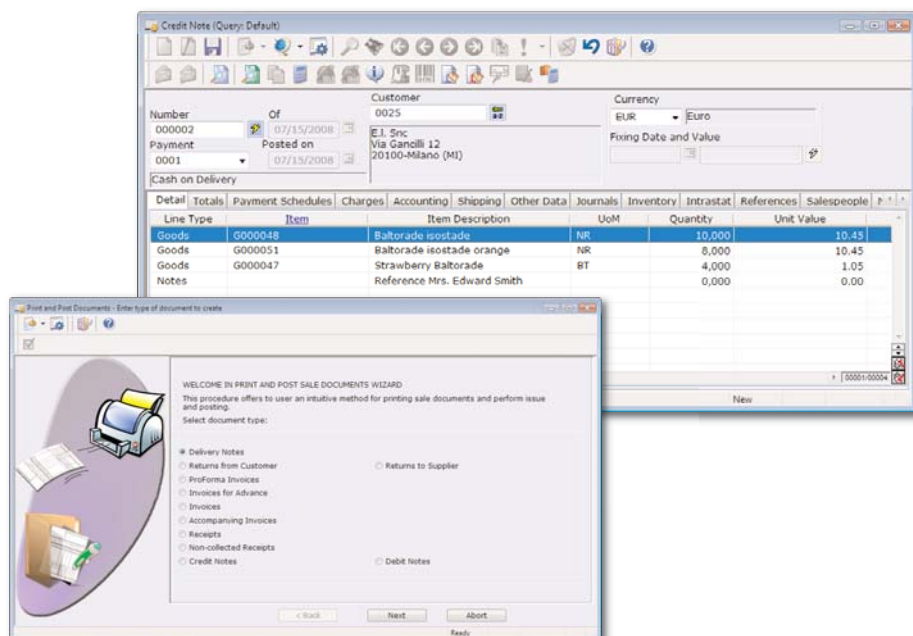 Credit Note (Query: Default)
Customer
Currency
Number
Of
0025
EUR
Euro
000002
07/15/2008
E.I. Snc
Via Gancilli 12
20100-Milano (MI)
Fixing Date and Value
Payment
Posted on
0001
07/15/2008
Cash on Delivery
Detail Totals Payment Schedules Charges Accounting Shipping Other Data Journals Inventory Intrastat References Salespeople
Line Type Item Item Description UoM Quantity Unit Value
Goods G000048 Baltorade isostade NR 10,000 10.45
Goods G000051 Baltorade isostade orange NR 8,000 10.45
Goods G000047 Strawberry Baltorade BT 4,000 1.05
Notes Reference Mrs. Edward Smith 0,000 0.00
00001/00004
New
Print and Post Documents - Enter type of document to create
WELCOME IN PRINT AND POST SALE DOCUMENTS WIZARD
This procedure offers to user an intuitive method for printing sale documents and perform issue
and posting.
Select document type:
Delivery Notes
Returns from Customer
Returns to Supplier
ProForma Invoices
Invoices for Advance
Invoices
Accompanying Invoices
Receipts
Non-collected Receipts
Credit Notes
Debit Notes
< Back
Next
Abort
Ready